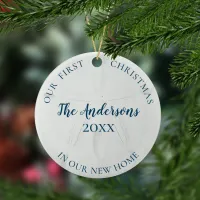 OUR FIRST CHRISTMAS
The Andersons
20XX
IN OUR NEW HOME